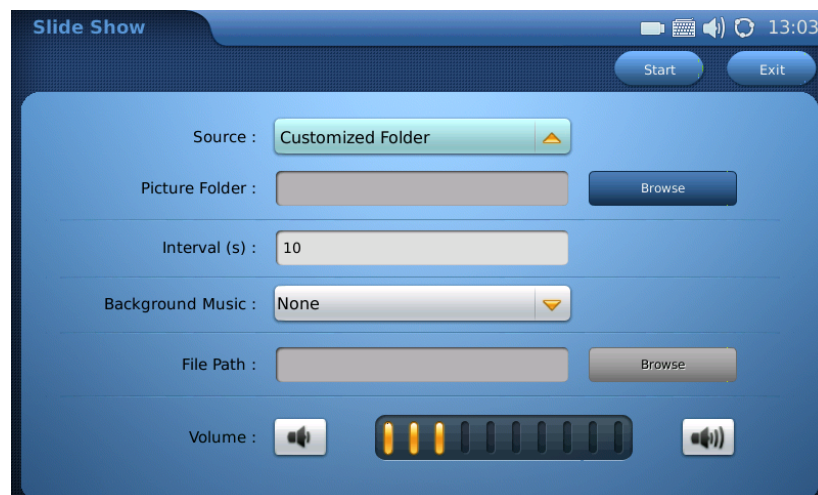 Slide Show
13:03
Start Exit
Source : Customized Folder
Picture Folder : Browse
Interval (s) : 10
Background Music : None
File Path : Browse
Volume :